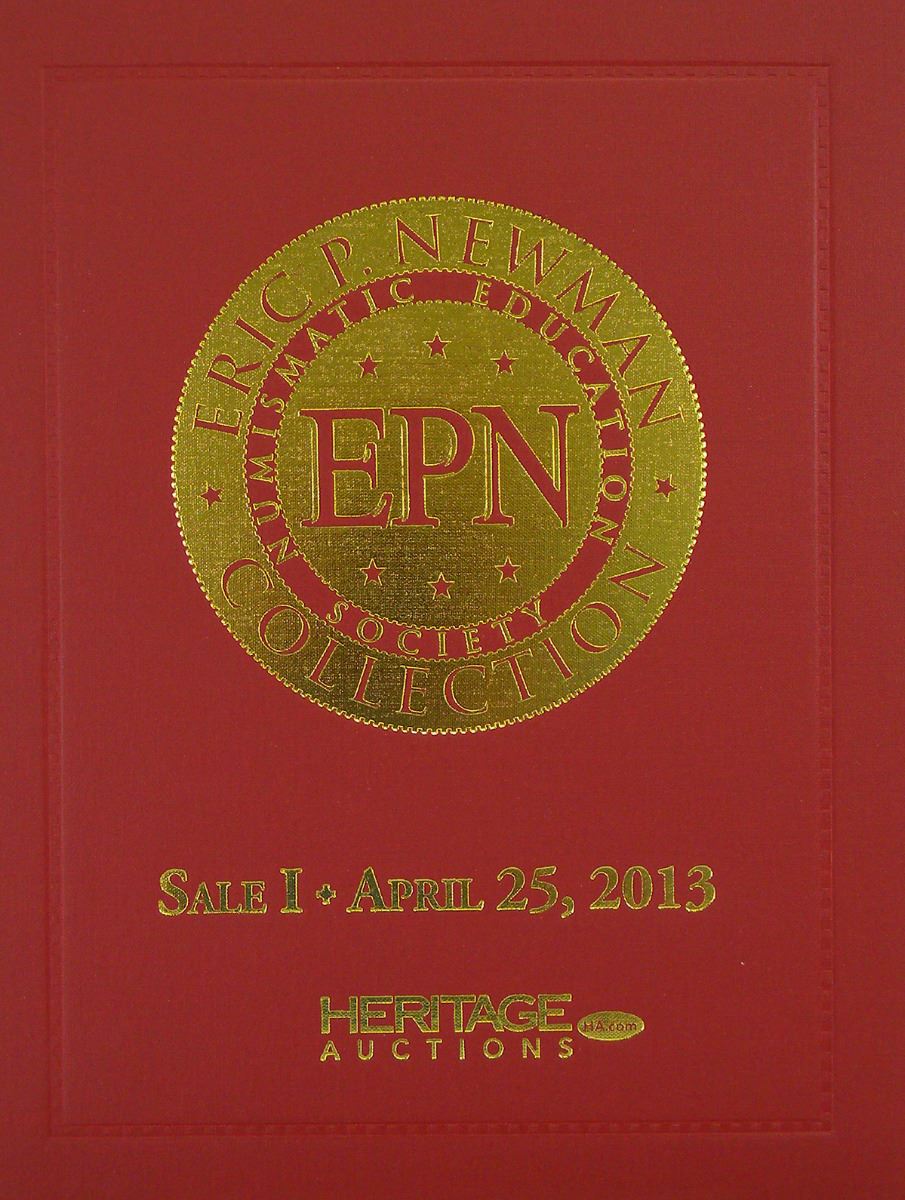 ERIC P. NEWMAN
NUMISMATIC EDUCATION
EPN
SOCIETY
COLLECTION
SALE I ✦ APRIL 25, 2013
HERITAGE
HA.com
AUCTIONS